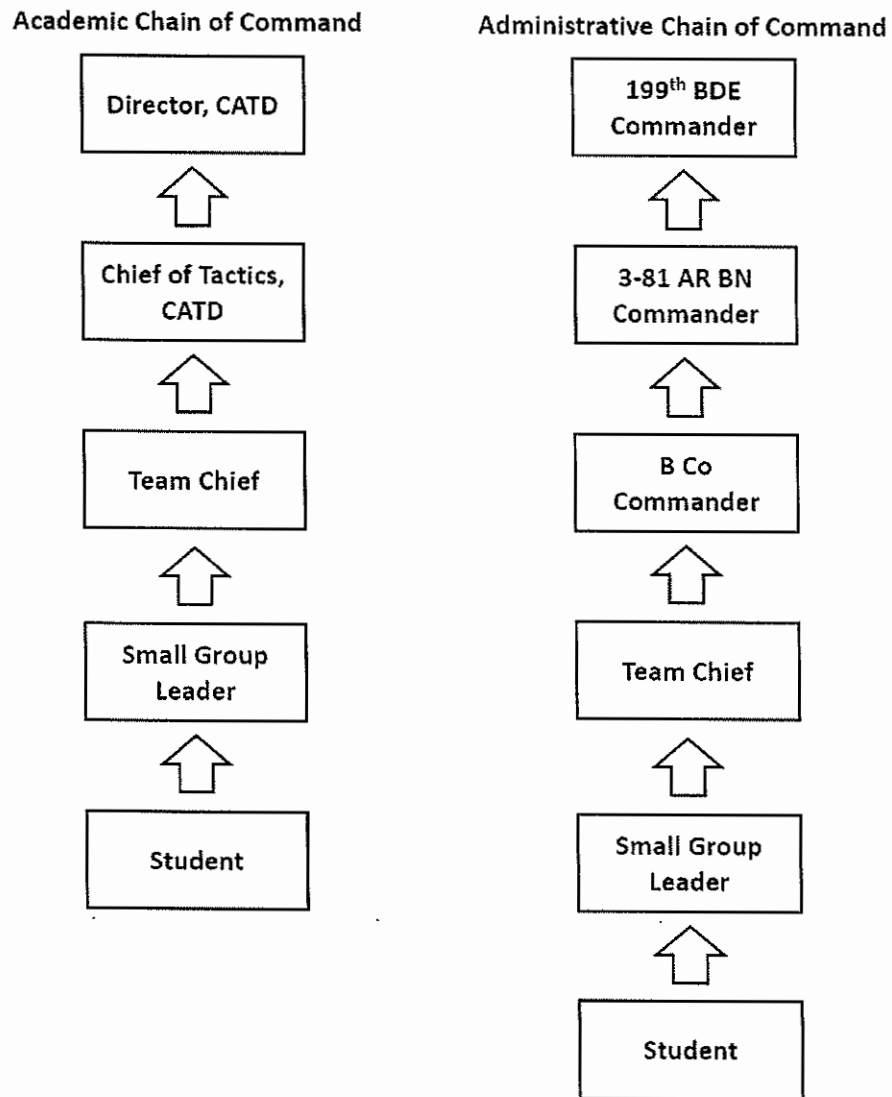 Academic Chain of Command
Director, CATD
Chief of Tactics,
CATD
Team Chief
Small Group
Leader
Student
Administrative Chain of Command
199th BDE
Commander
3-81 AR BN
Commander
B Co
Commander
Team Chief
Small Group
Leader
Student